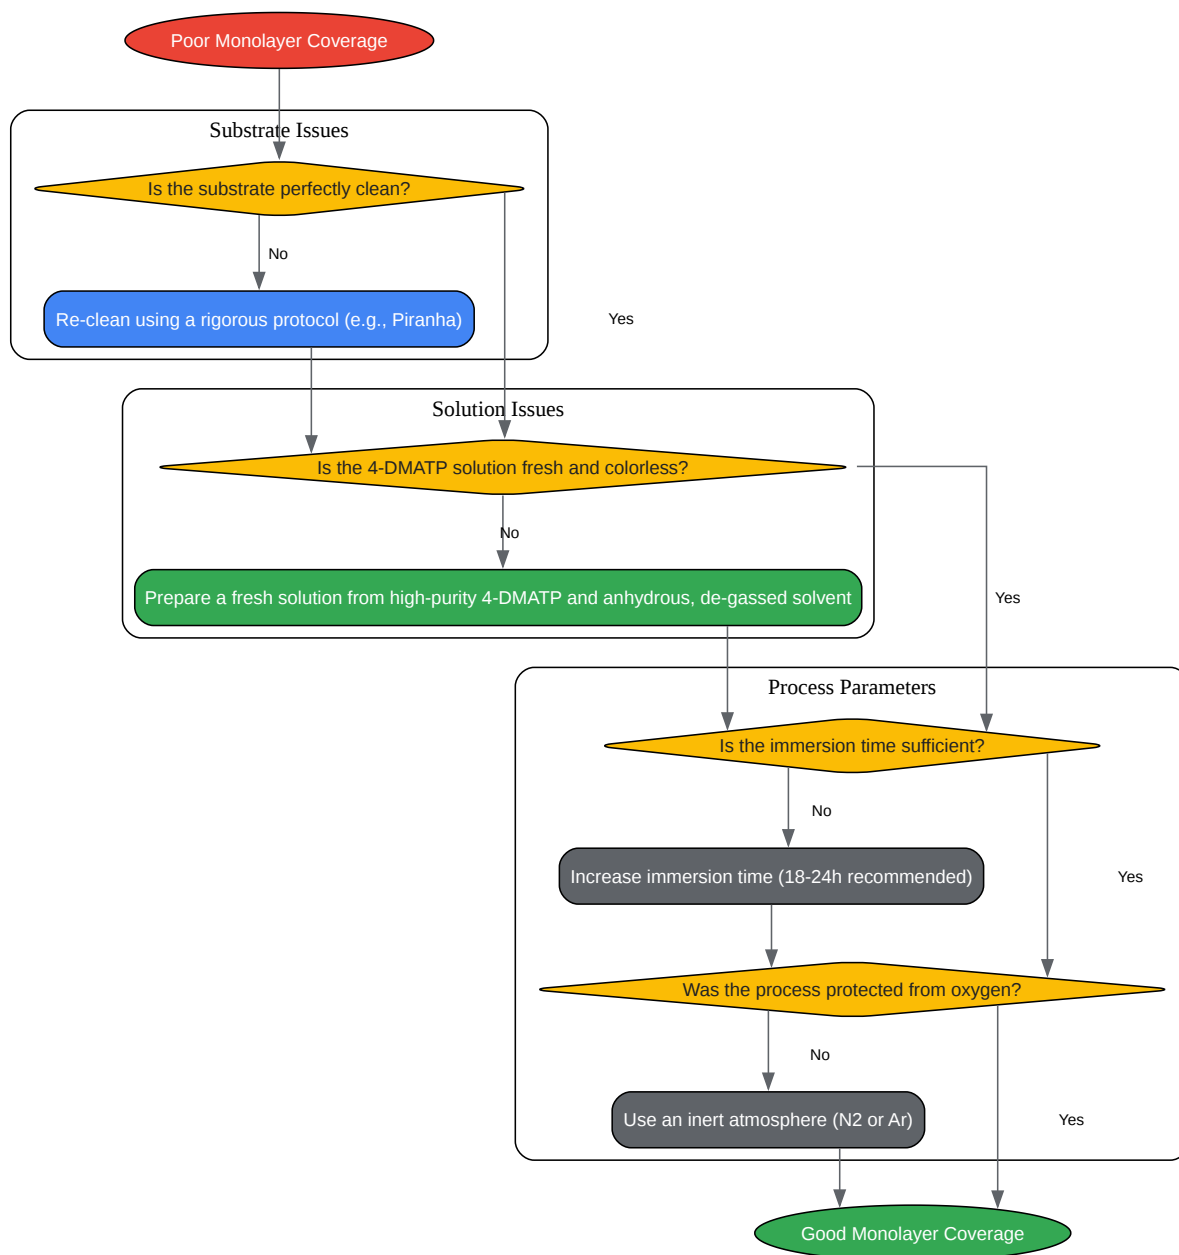 Poor Monolayer Coverage
Substrate Issues
Is the substrate perfectly clean?
No
Re-clean using a rigorous protocol (e.g., Piranha)
Yes
Solution Issues
Is the 4-DMATP solution fresh and colorless?
No
Prepare a fresh solution from high-purity 4-DMATP and anhydrous, de-gassed solvent
Yes
Process Parameters
Is the immersion time sufficient?
No
Increase immersion time (18-24h recommended)
Yes
Was the process protected from oxygen?
No
Use an inert atmosphere (N2 or Ar)
Yes
Good Monolayer Coverage